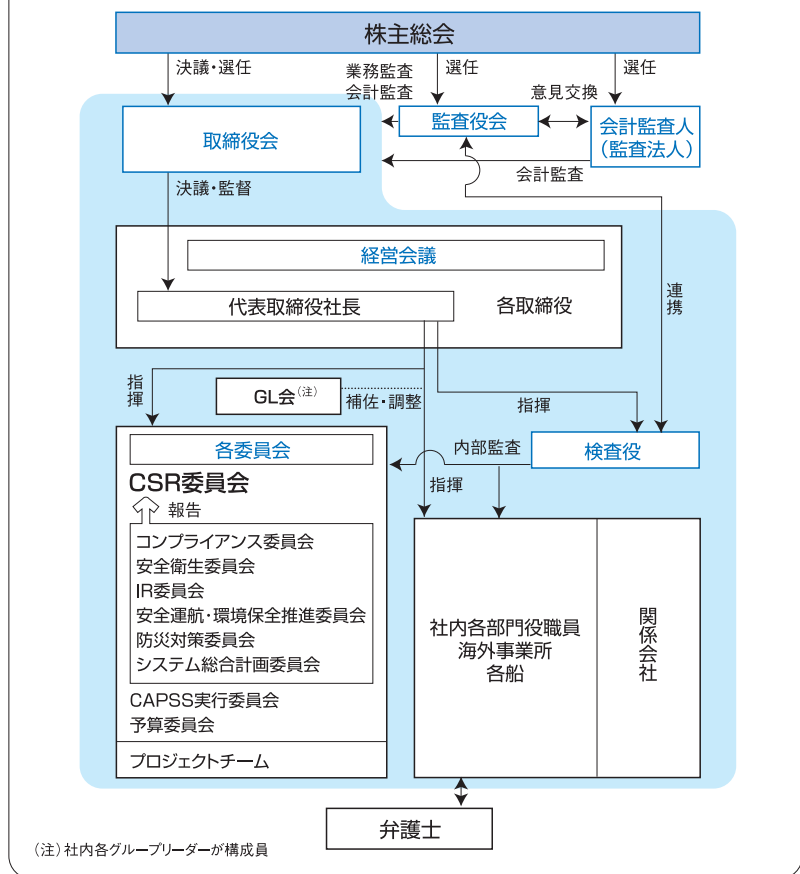 株主総会
決議・選任
業務監査
会計監査
選任
選任
意見交換
取締役会
監査役会
会計監査人
(監査法人)
会計監査
決議・監督
経営会議
代表取締役社長
各取締役
連携
指揮
GL会(注)
補佐・調整
指揮
各委員会
内部監査
検査役
CSR委員会
指揮
報告
コンプライアンス委員会
安全衛生委員会
IR委員会
安全運航・環境保全推進委員会
防災対策委員会
システム総合計画委員会
CAPSS実行委員会
予算委員会
プロジェクトチーム
社内各部門役職員
海外事業所
各船
関係会社
弁護士
(注)社内各グループリーダーが構成員